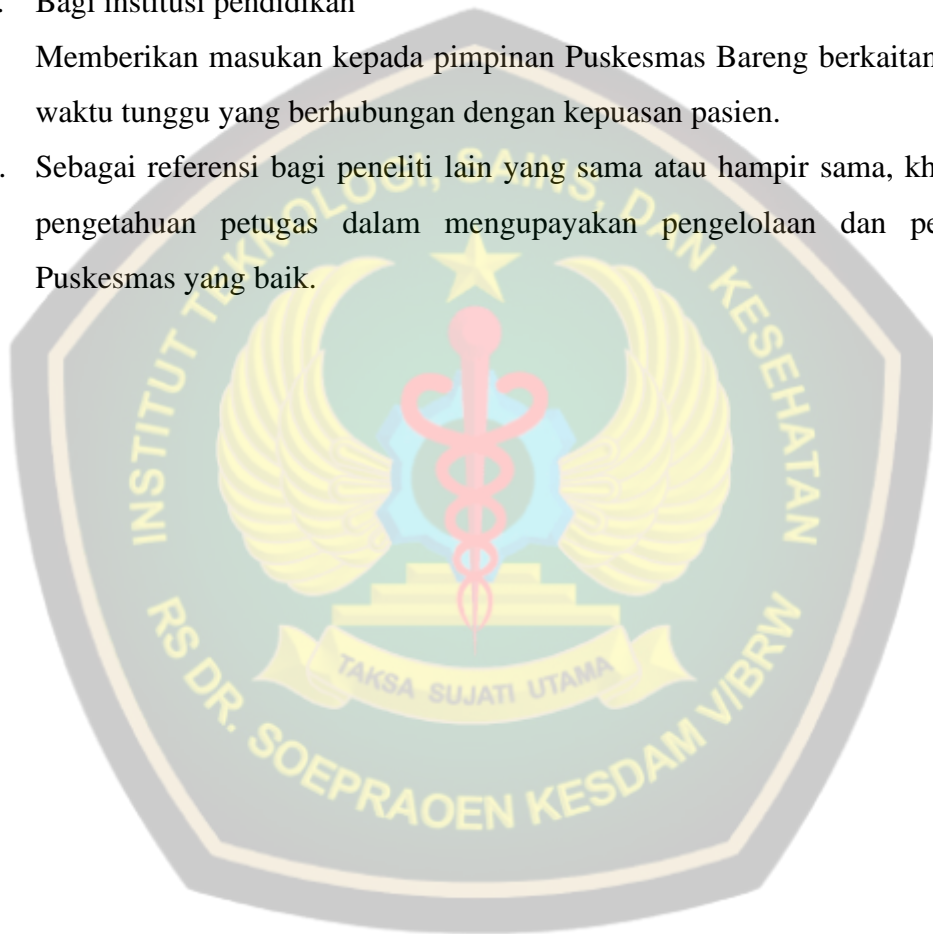 . Bagi institusi pendidikan
Memberikan masukan kepada pimpinan Puskesmas Bareng berkaitan
waktu tunggu yang berhubungan dengan kepuasan pasien.
. Sebagai referensi bagi peneliti lain yang sama atau hampir sama, kh
pengetahuan petugas dalam mengupayakan pengelolaan dan pe
Puskesmas yang baik.
INSTITUT TEKNOLOGI, SAINS, DAN KESEHATAN
TAKSA SUJATI UTAMA
RS DR. SOEPRAOEN KESDAM V/BRW